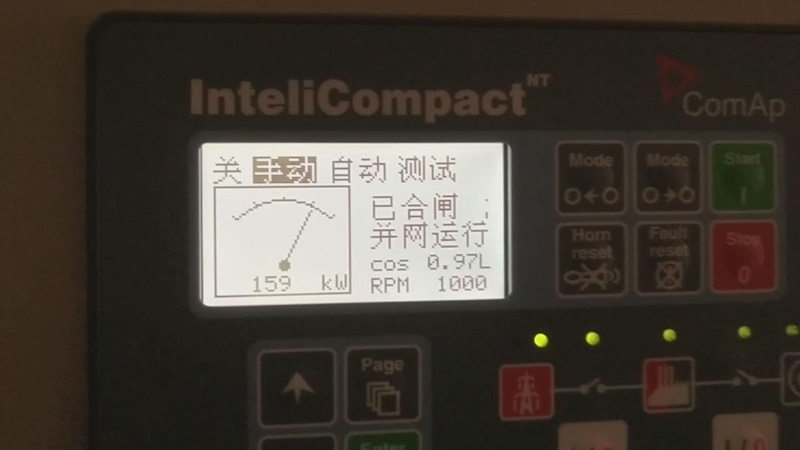 InteliCompact NT
ComAp
关 手动 自动 测试
已合闸
并网运行
cos 0.97L
RPM 1000
159 kW
Mode
Mode
Start
I
Horn reset
Fault reset
Stop
0
Page
Enter